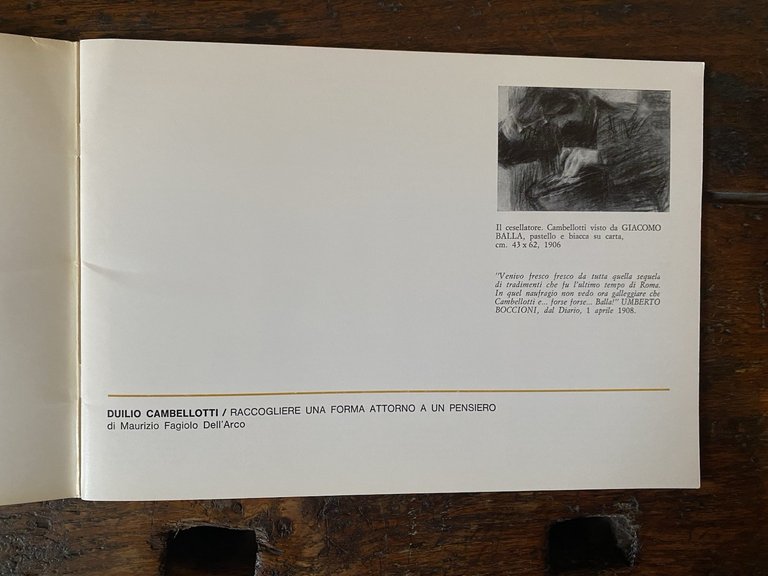 Il cesellatore. Cambellotti visto da GIACOMO
BALLA, pastello e biacca su carta,
cm. 43 x 62, 1906
"Venivo fresco fresco da tutta quella sequela
di tradimenti che fu l'ultimo tempo di Roma.
In quel naufragio non vedo ora galleggiare che
Cambellotti e... forse forse... Balla!" UMBERTO
BOCCIONI, dal Diario, 1 aprile 1908.
DUILIO CAMBELLOTTI / RACCOGLIERE UNA FORMA ATTORNO A UN PENSIERO
di Maurizio Fagiolo Dell'Arco